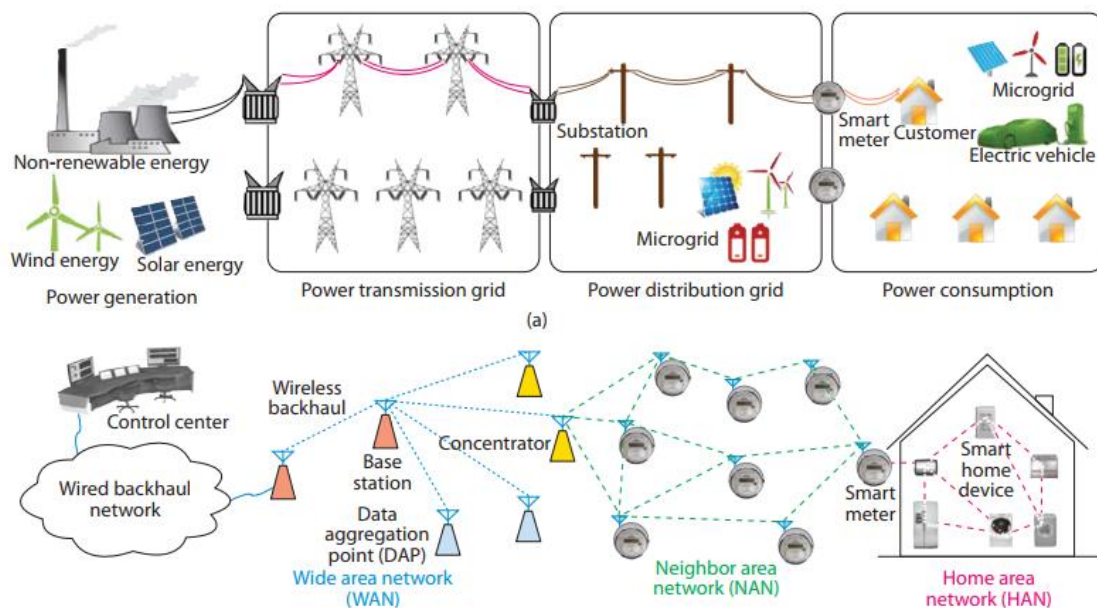 Non-renewable energy
Wind energy
Solar energy
Power generation
Power transmission grid
Substation
Microgrid
Power distribution grid
Smart
meter
Customer
Microgrid
Electric vehicle
Power consumption
(a)
Control center
Wired backhaul
network
Wireless
backhaul
Base
station
Concentrator
Data
aggregation
point (DAP)
Wide area network
(WAN)
Neighbor area
network (NAN)
Smart
meter
Smart
home
device
Home area
network (HAN)